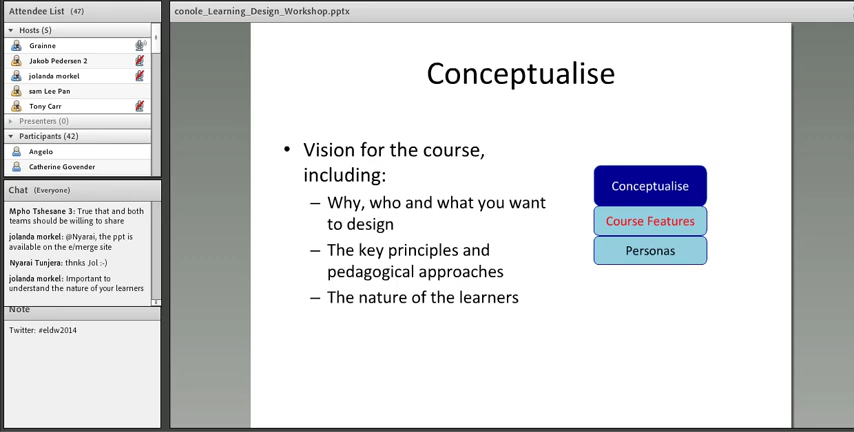 Attendee List (47)
Hosts (5)
Grainne
Jakob Pedersen 2
jolanda morkel
sam Lee Pan
Tony Carr
Presenters (0)
Participants (42)
Angelo
Catherine Govender
Chat (Everyone)
Mpho Tshesane 3: True that and both
teams should be willing to share
jolanda morkel: @Nyarai, the ppt is
available on the e/merge site
Nyarai Tunjera: thnks Jol :-)
jolanda morkel: Important to
understand the nature of your learners
Note
Twitter: #eldw2014
conole_Learning_Design_Workshop.pptx
Conceptualise
• Vision for the course,
including:
– Why, who and what you want
to design
– The key principles and
pedagogical approaches
– The nature of the learners
Conceptualise
Course Features
Personas